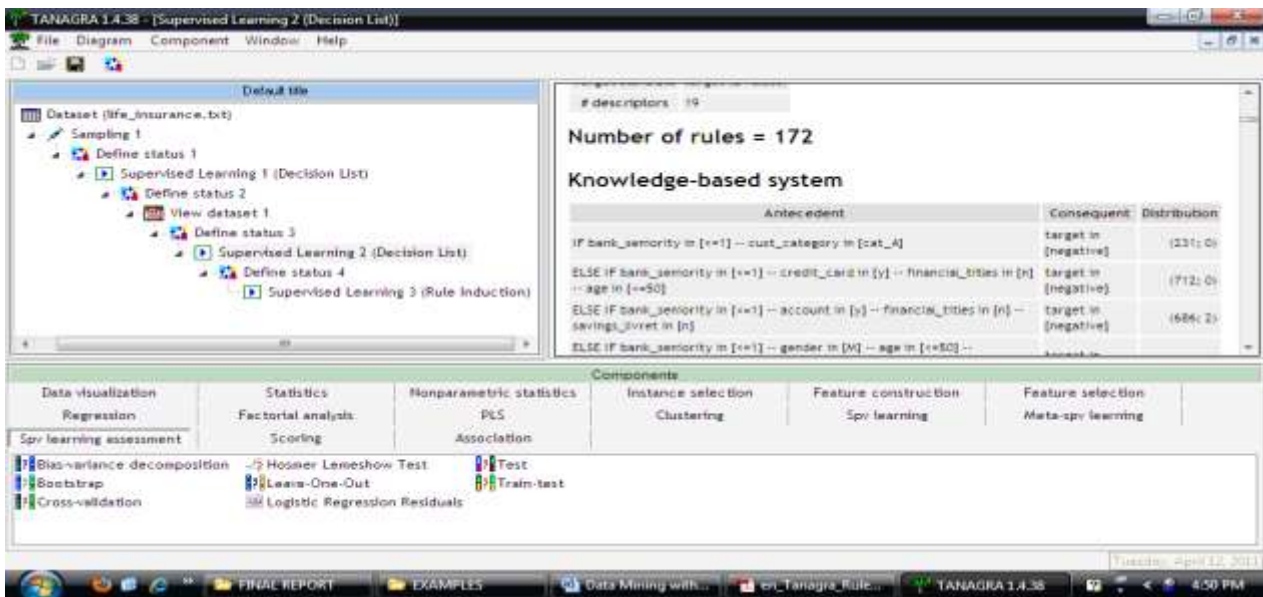 TANAGRA 1.4.38 - [Supervised Learning 2 (Decision List)]
File Diagram Component Window Help
Default title
Dataset (life_insurance.txt)
Sampling 1
Define status 1
Supervised Learning 1 (Decision List)
Define status 2
View dataset 1
Define status 3
Supervised Learning 2 (Decision List)
Define status 4
Supervised Learning 3 (Rule Induction)
# descriptors 19
Number of rules = 172
Knowledge-based system
Antecedent Consequent Distribution
IF bank_seniority in [<=1] -- cust_category in [cat_A] target in [negative] (231; 0)
ELSE IF bank_seniority in [<=1] -- credit_card in [y] -- financial_titles in [n] -- age in [<=50] target in [negative] (712; 0)
ELSE IF bank_seniority in [<=1] -- account in [y] -- financial_titles in [n] -- savings_livret in [n] target in [negative] (686; 2)
ELSE IF bank_seniority in [<=1] -- gender in [M] -- age in [<=50] --
Components
Data visualization Statistics Nonparametric statistics Instance selection Feature construction Feature selection
Regression Factorial analysis PLS Clustering Spv learning Meta-spv learning
Spv learning assessment Scoring Association
Bias-variance decomposition Hosmer Lemeshow Test Test
Bootstrap Leave-One-Out Train-test
Cross-validation Logistic Regression Residuals
Tuesday, April 12, 2011
FINAL REPORT EXAMPLES Data Mining with... en_Tanagra_Rule... TANAGRA 1.4.38 4:50 PM